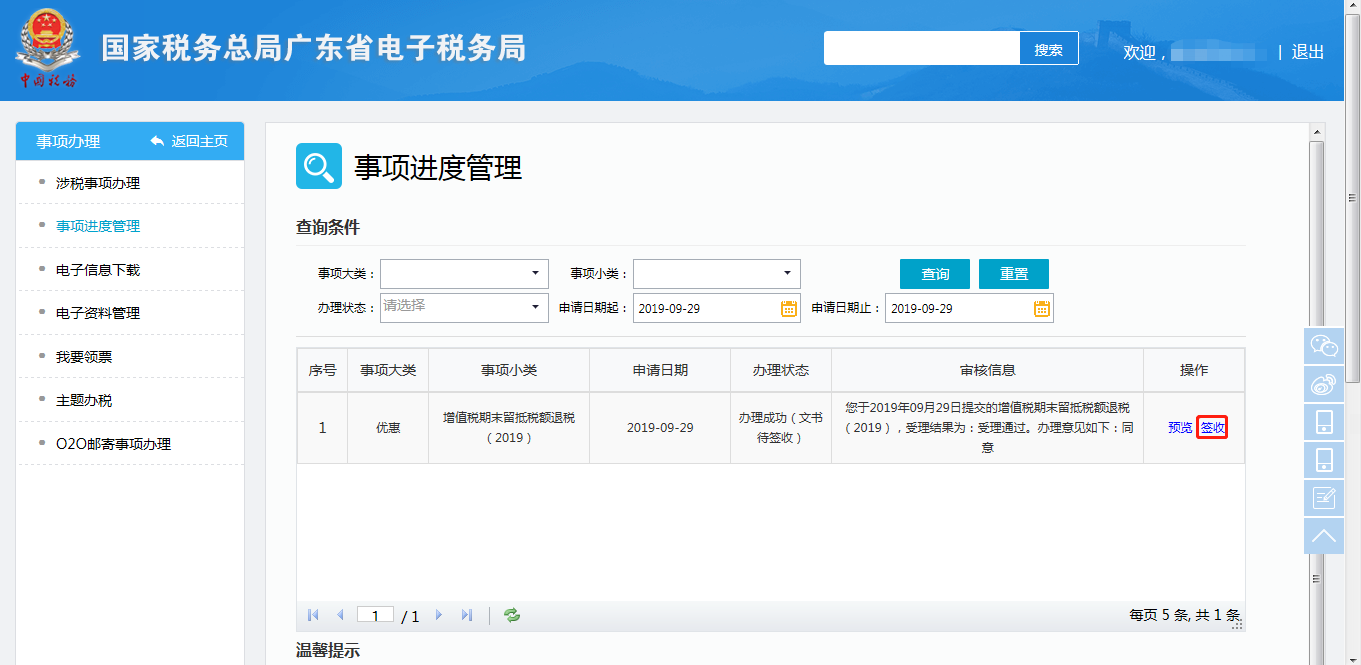 国家税务总局广东省电子税务局
中国税务
搜索
欢迎，
| 退出
事项办理
返回主页
涉税事项办理
事项进度管理
电子信息下载
电子资料管理
我要领票
主题办税
O2O邮寄事项办理
事项进度管理
查询条件
事项大类：
事项小类：
查询
重置
办理状态：
请选择
申请日期起：
2019-09-29
申请日期止：
2019-09-29
序号 事项大类 事项小类 申请日期 办理状态 审核信息 操作
1
优惠
增值税期末留抵税额退税
（2019）
2019-09-29
办理成功（文书
待签收）
您于2019年09月29日提交的增值税期末留抵税额退税
（2019），受理结果为：受理通过。办理意见如下：同
意
预览 签收
1 / 1
每页 5 条, 共 1 条
温馨提示